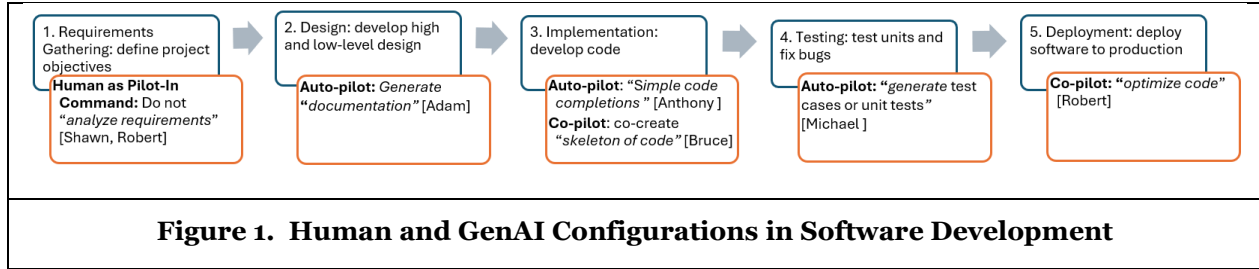 1. Requirements
Gathering: define project
objectives
Human as Pilot-In
Command: Do not
“analyze requirements”
[Shawn, Robert]
2. Design: develop high
and low-level design
Auto-pilot: Generate
“documentation” [Adam]
3. Implementation:
develop code
Auto-pilot: “Simple code
completions ” [Anthony ]
Co-pilot: co-create
“skeleton of code” [Bruce]
4. Testing: test units and
fix bugs
Auto-pilot: “generate test
cases or unit tests”
[Michael ]
5. Deployment: deploy
software to production
Co-pilot: “optimize code”
[Robert]
Figure 1. Human and GenAI Configurations in Software Development